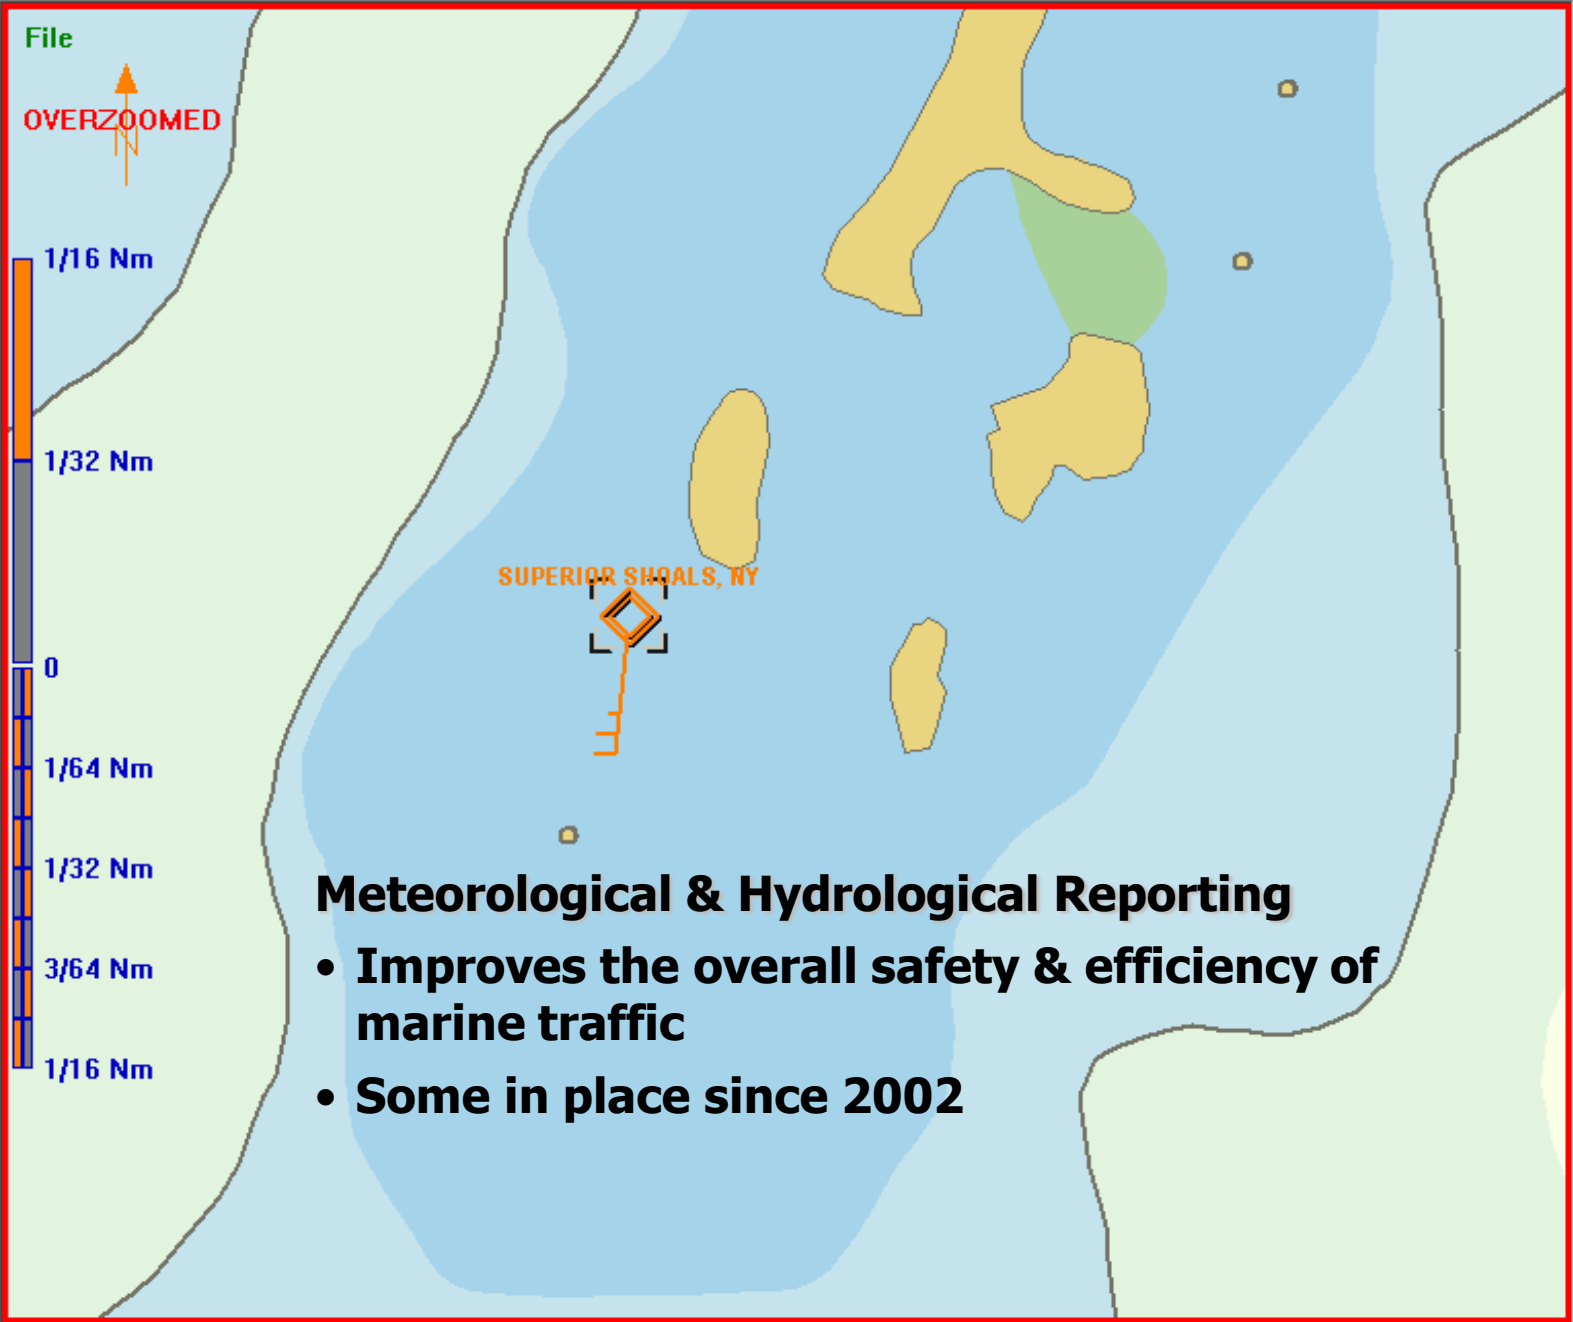 File
OVERZOOMED
N
1/16 Nm
1/32 Nm
0
1/64 Nm
1/32 Nm
3/64 Nm
1/16 Nm
SUPERIOR SHOALS, NY
Meteorological & Hydrological Reporting
• Improves the overall safety & efficiency of
marine traffic
• Some in place since 2002